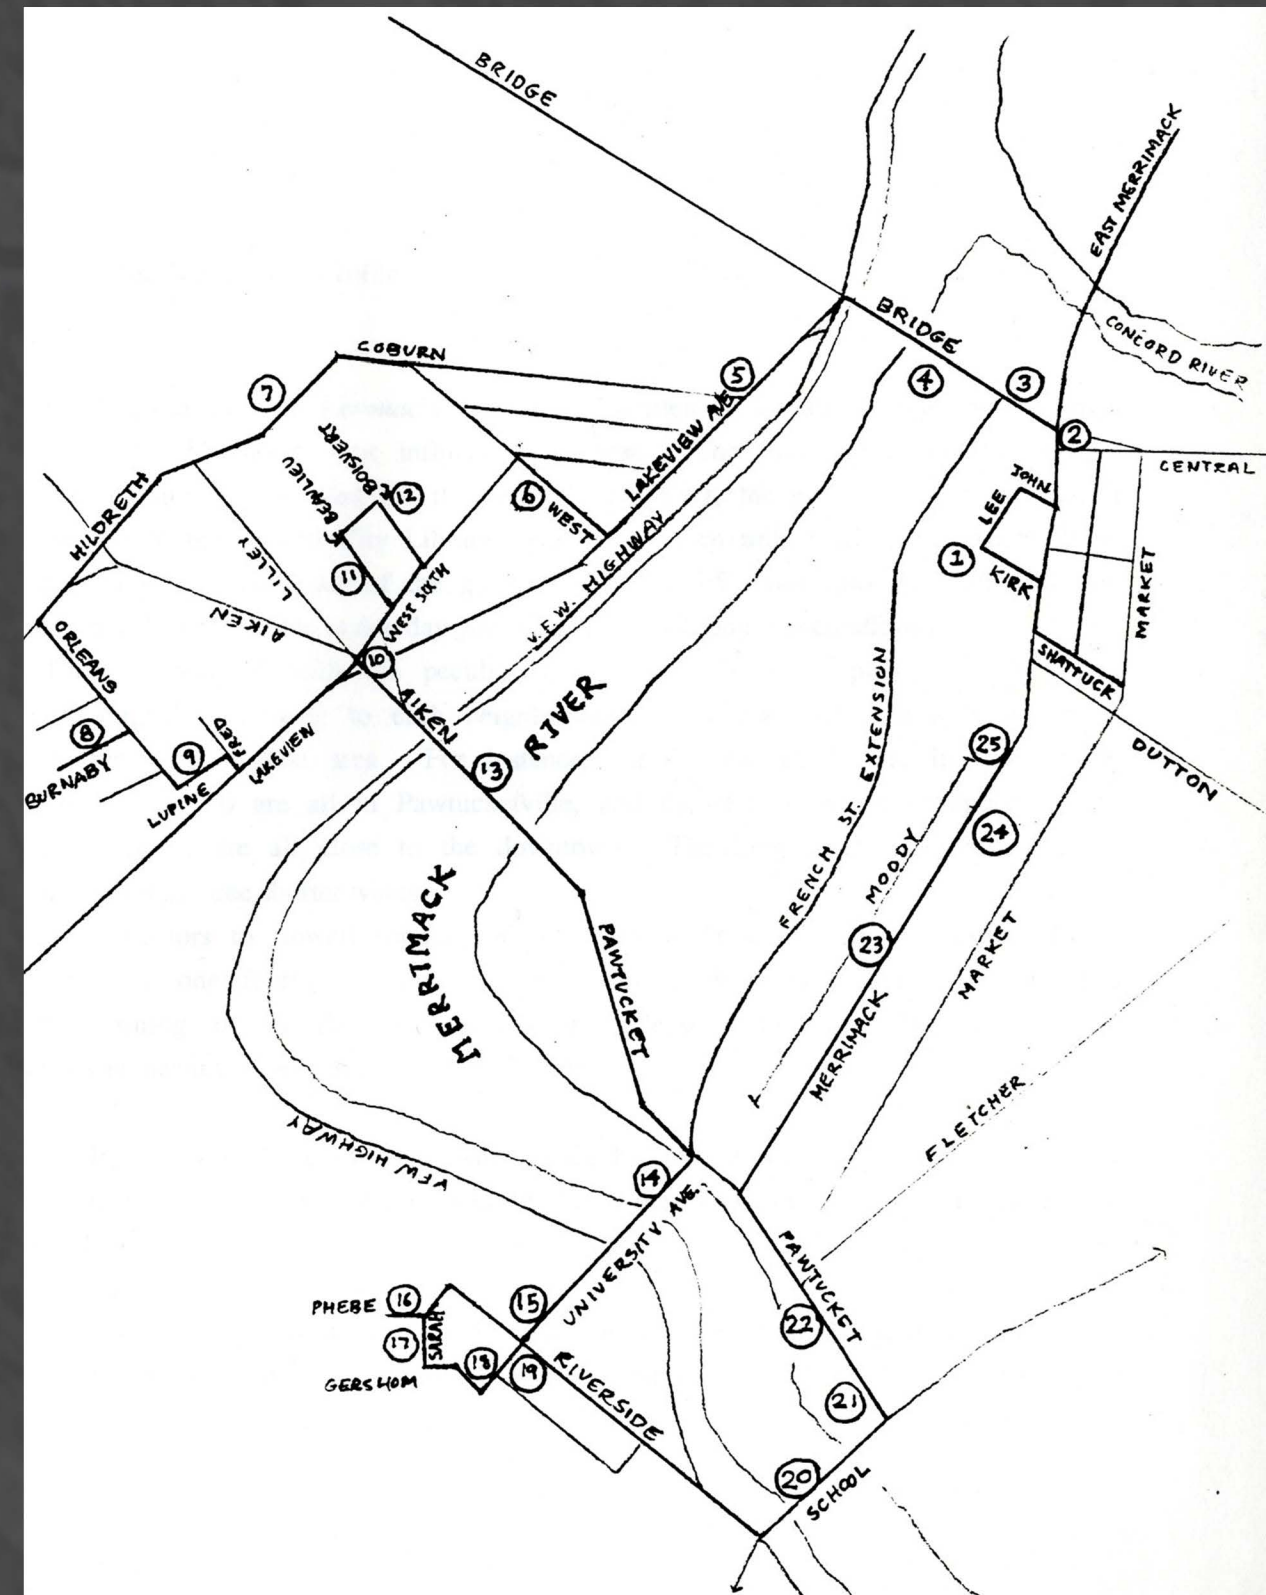 BRIDGE
EAST MERRIMACK
BRIDGE
CONCORD RIVER
COBURN
5
4
3
7
2
CENTRAL
LAKEVIEW AVE
BOISVERT
12
BEAULIEU
6
WEST
JOHN
LEE
HILDRETH
LILLEY
11
1
KIRK
MARKET
V.F.W. HIGHWAY
AIKEN
WEST SIXTH
10
ORLEANS
SHATTUCK
AIKEN
RIVER
8
BURNABY
9
FRED
LAKEVIEW
LUPINE
13
25
DUTTON
FRENCH ST. EXTENSION
24
MOODY
MERRIMACK
PAWTUCKET
23
MARKET
MERRIMACK
FLETCHER
VFW HIGHWAY
14
UNIVERSITY AVE.
PAWTUCKET
PHEBE
16
15
22
17
SARAH
18
19
GERSHOM
RIVERSIDE
21
20
SCHOOL